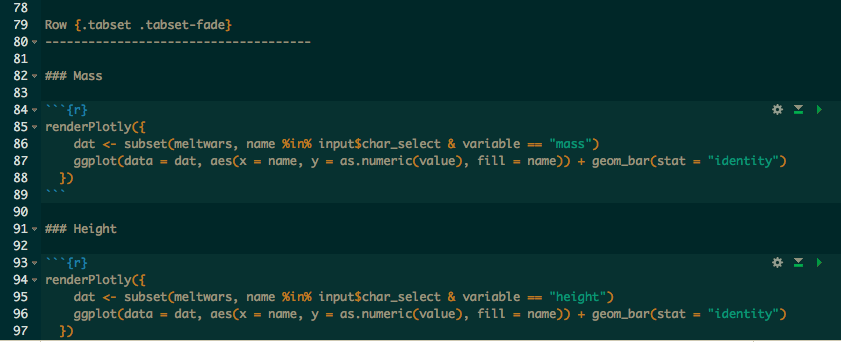 78
79 Row {.tabset .tabset-fade}
80 -------------------------------------
81
82 ### Mass
83
84 ```{r}
85 renderPlotly({
86     dat <- subset(meltwars, name %in% input$char_select & variable == "mass")
87     ggplot(data = dat, aes(x = name, y = as.numeric(value), fill = name)) + geom_bar(stat = "identity")
88   })
89 ```
90
91 ### Height
92
93 ```{r}
94 renderPlotly({
95     dat <- subset(meltwars, name %in% input$char_select & variable == "height")
96     ggplot(data = dat, aes(x = name, y = as.numeric(value), fill = name)) + geom_bar(stat = "identity")
97   })